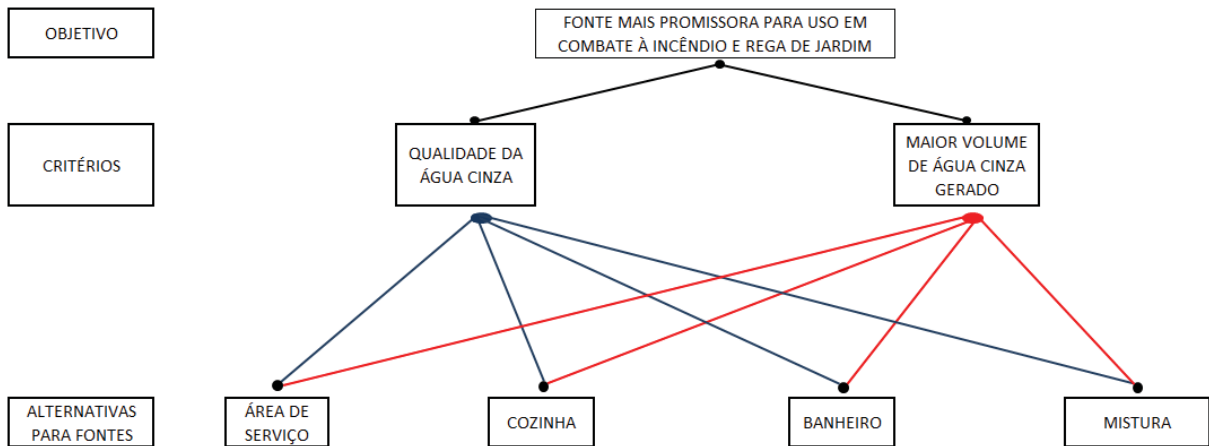 OBJETIVO
FONTE MAIS PROMISSORA PARA USO EM
COMBATE À INCÊNDIO E REGA DE JARDIM
CRITÉRIOS
QUALIDADE DA
ÁGUA CINZA
MAIOR VOLUME
DE ÁGUA CINZA
GERADO
ALTERNATIVAS
PARA FONTES
ÁREA DE
SERVIÇO
COZINHA
BANHEIRO
MISTURA